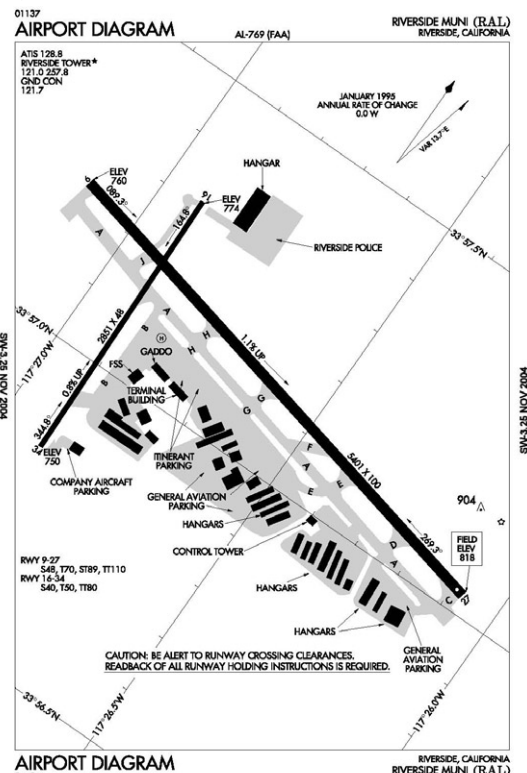 01137
AIRPORT DIAGRAM
AL-769 (FAA)
RIVERSIDE MUNI (RAL)
RIVERSIDE, CALIFORNIA
ATIS 128.8
RIVERSIDE TOWER*
121.0 257.8
GND CON
121.7
JANUARY 1995
ANNUAL RATE OF CHANGE
0.0 W
VAR 13.7° E
HANGAR
ELEV
760
9
089.3°
16
ELEV
774
164.8°
RIVERSIDE POLICE
33°57.5'N
A
J
33°57.0'N
117°27.0'W
2851 X 48
0.8% UP
B
A
H
H
B
H
1.1% UP
GADDO
FSS
TERMINAL
BUILDING
G
G
344.8°
34
ELEV
750
COMPANY AIRCRAFT
PARKING
ITINERANT
PARKING
F
A
E
E
5401 X 100
GENERAL AVIATION
PARKING
HANGARS
CONTROL TOWER
904
269.3°
FIELD
ELEV
818
D
A
C
27
RWY 9-27
S48, T70, ST89, TT110
RWY 16-34
S40, T50, TT80
HANGARS
HANGARS
GENERAL
AVIATION
PARKING
CAUTION: BE ALERT TO RUNWAY CROSSING CLEARANCES.
READBACK OF ALL RUNWAY HOLDING INSTRUCTIONS IS REQUIRED.
33°56.5'N
117°26.5'W
117°26.0'W
SW-3,25 NOV 2004
SW-3,25 NOV 2004
AIRPORT DIAGRAM
RIVERSIDE, CALIFORNIA
RIVERSIDE MUNI (RAL)